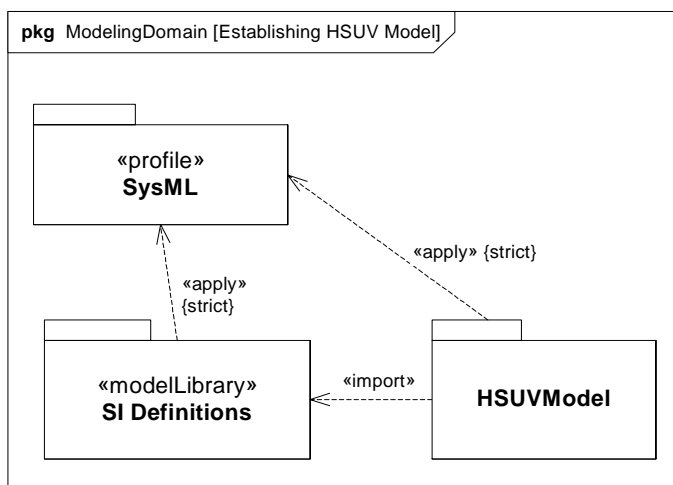 pkg ModelingDomain [Establishing HSUV Model]
«profile»
SysML
«apply» {strict}
«apply»
{strict}
«modelLibrary»
SI Definitions
«import»
HSUVModel